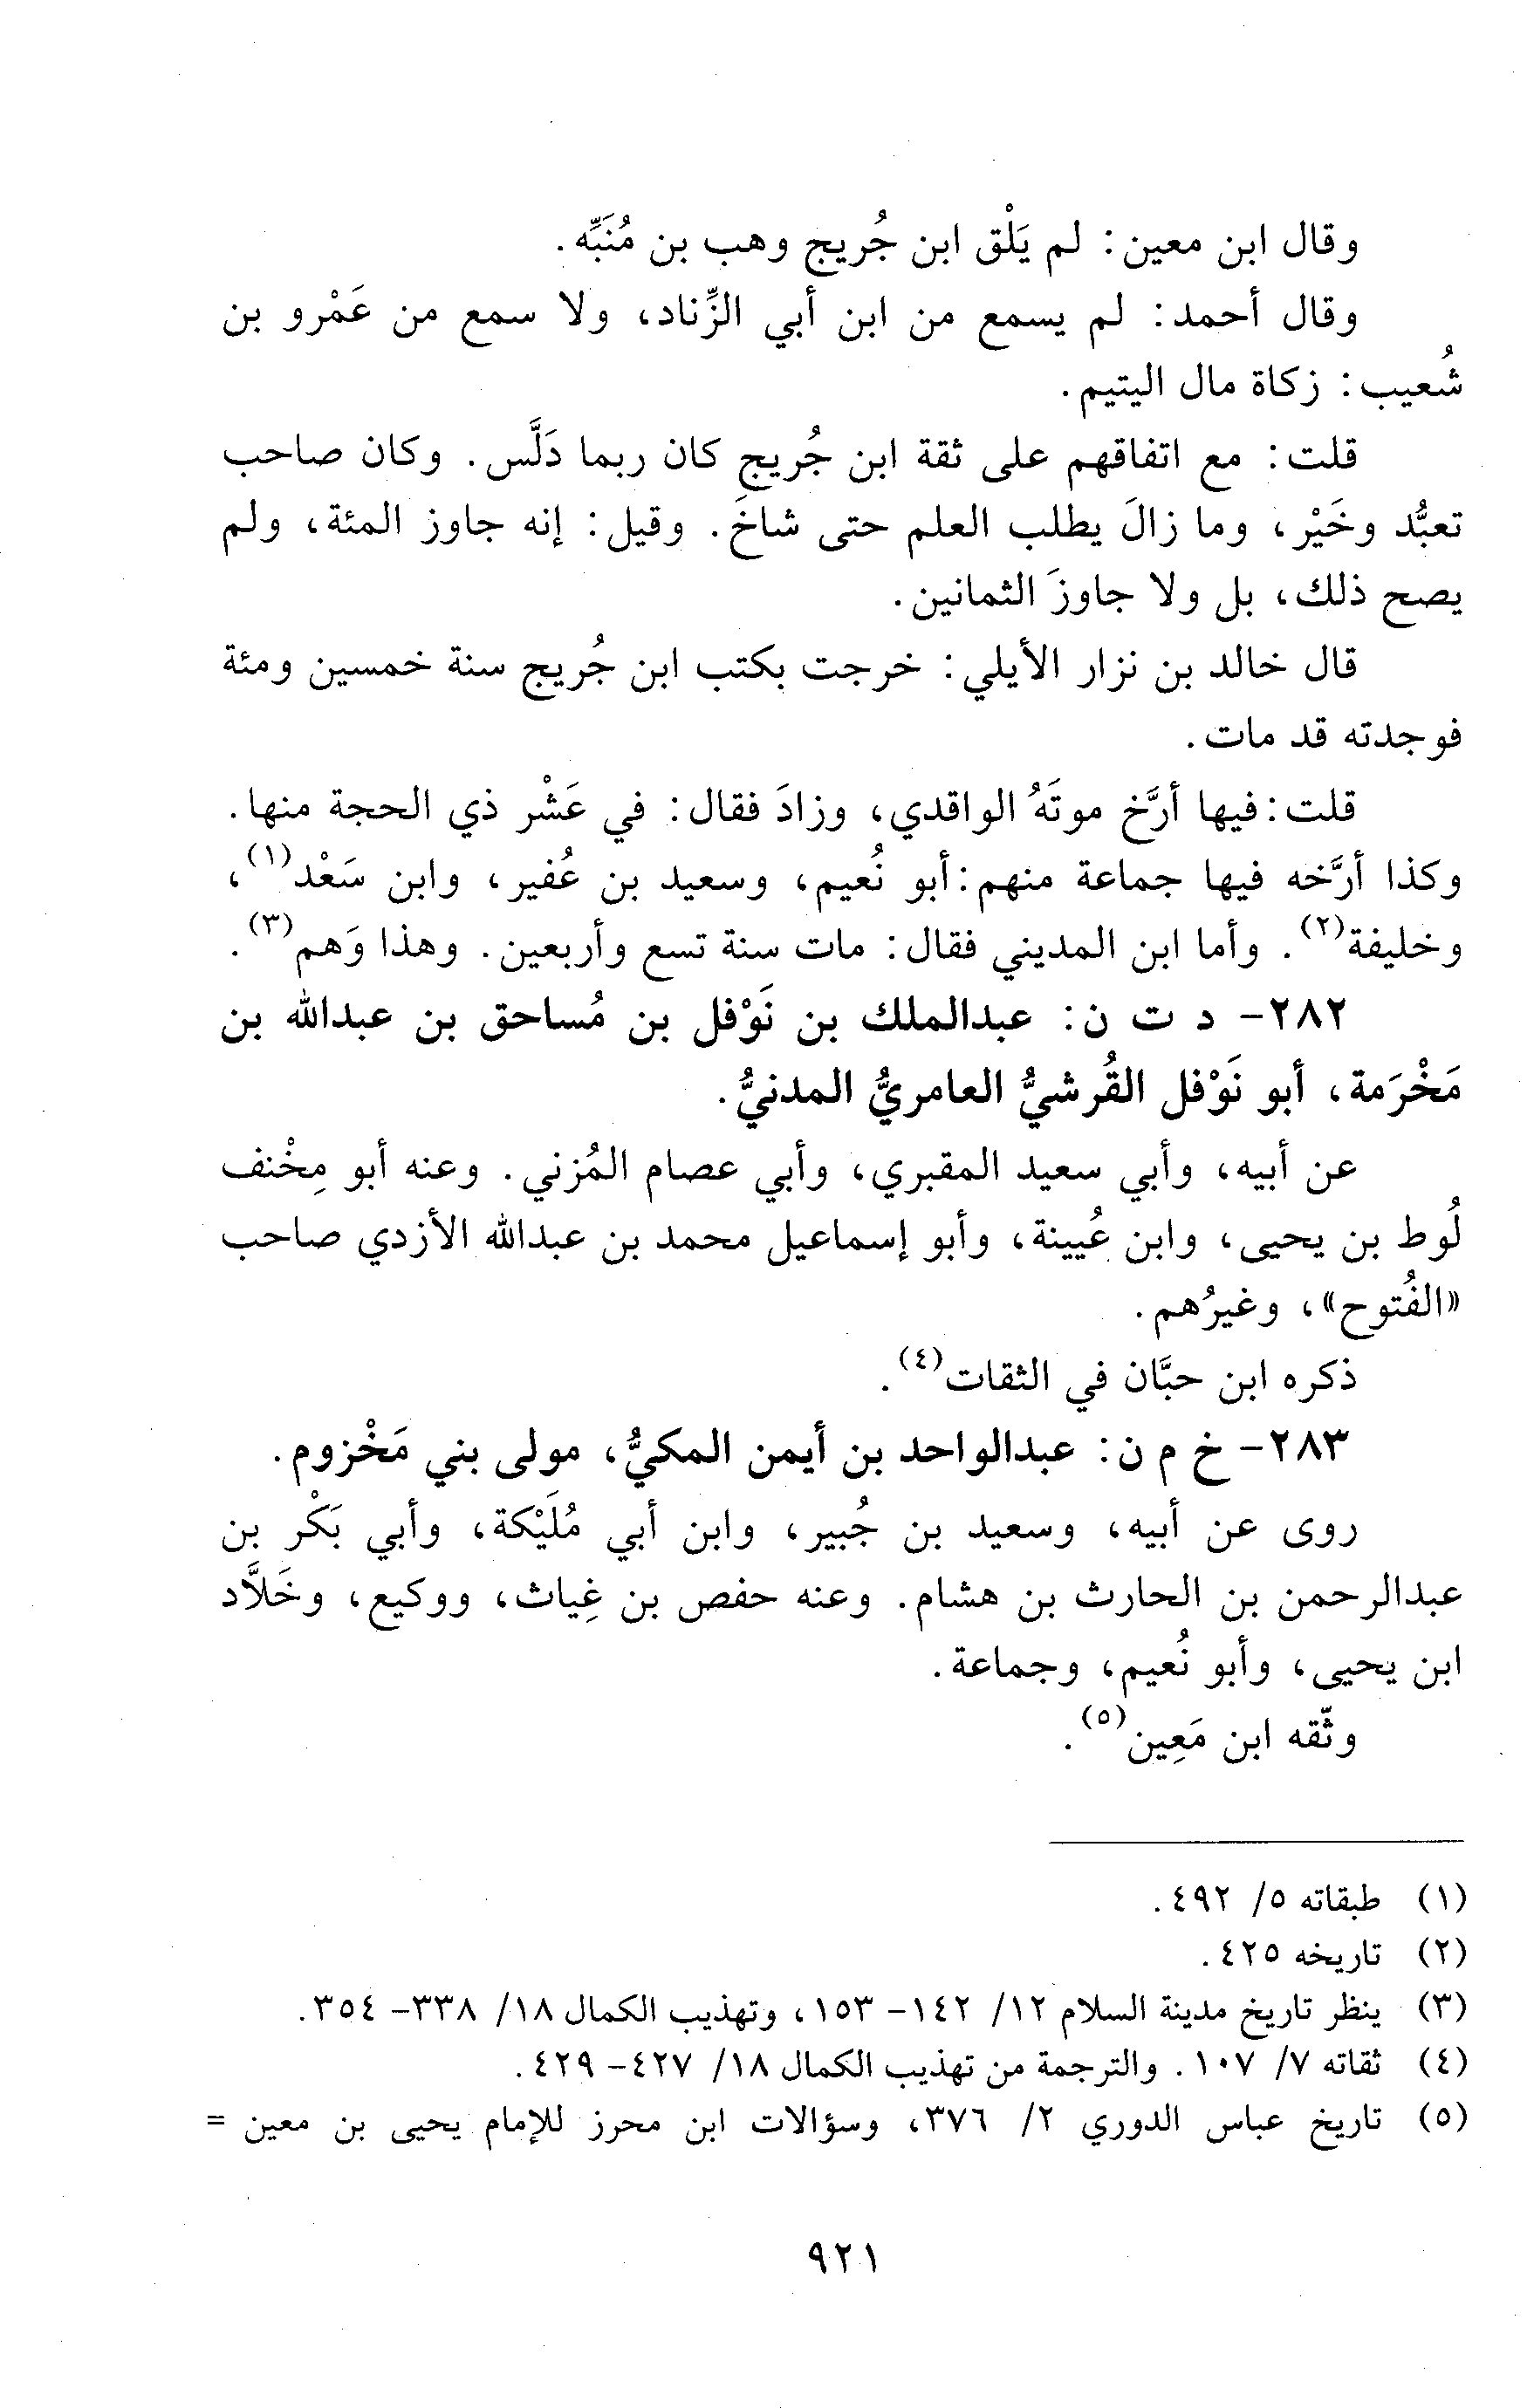 وقال ابن معين: لم يَلْق ابن جُريج وهب بن مُنَبِّه.
وقال أحمد: لم يسمع من ابن أبي الزِّناد، ولا سمع من عَمْرو بن
شُعيب: زكاة مال اليتيم.
قلت: مع اتفاقهم على ثقة ابن جُريج كان ربما دَلَّس. وكان صاحب
تعبُّد وخَيْر، وما زالَ يطلب العلم حتى شاخَ. وقيل: إنه جاوز المئة، ولم
يصح ذلك، بل ولا جاوزَ الثمانين.
قال خالد بن نزار الأيلي: خرجت بكتب ابن جُريج سنة خمسين ومئة
فوجدته قد مات.
قلت: فيها أرَّخ موتَهُ الواقدي، وزادَ فقال: في عَشْر ذي الحجة منها.
وكذا أرَّخه فيها جماعة منهم: أبو نُعيم، وسعيد بن عُفير، وابن سَعْد(١)،
وخليفة(٢). وأما ابن المديني فقال: مات سنة تسع وأربعين. وهذا وَهم(٣).
٢٨٢- د ت ن: عبدالملك بن نَوْفل بن مُساحق بن عبدالله بن
مَخْرَمة، أبو نَوْفل القُرشيُّ العامريُّ المدنيُّ.
عن أبيه، وأبي سعيد المقبري، وأبي عصام المُزني. وعنه أبو مِخْنف
لُوط بن يحيى، وابن عُيينة، وأبو إسماعيل محمد بن عبدالله الأزدي صاحب
«الفُتوح»، وغيرُهم.
ذكره ابن حبَّان في الثقات(٤).
٢٨٣- خ م ن: عبدالواحد بن أيمن المكيُّ، مولى بني مَخْزوم.
روى عن أبيه، وسعيد بن جُبير، وابن أبي مُلَيْكة، وأبي بَكْر بن
عبدالرحمن بن الحارث بن هشام. وعنه حفص بن غِياث، ووكيع، وخَلاَّد
ابن يحيى، وأبو نُعيم، وجماعة.
وثّقه ابن مَعِين(٥).
(١) طبقاته ٥/ ٤٩٢.
(٢) تاريخه ٤٢٥.
(٣) ينظر تاريخ مدينة السلام ١٢/ ١٤٢- ١٥٣، وتهذيب الكمال ١٨/ ٣٣٨- ٣٥٤.
(٤) ثقاته ٧/ ١٠٧. والترجمة من تهذيب الكمال ١٨/ ٤٢٧- ٤٢٩.
(٥) تاريخ عباس الدوري ٢/ ٣٧٦، وسؤالات ابن محرز للإمام يحيى بن معين =
٩٢١